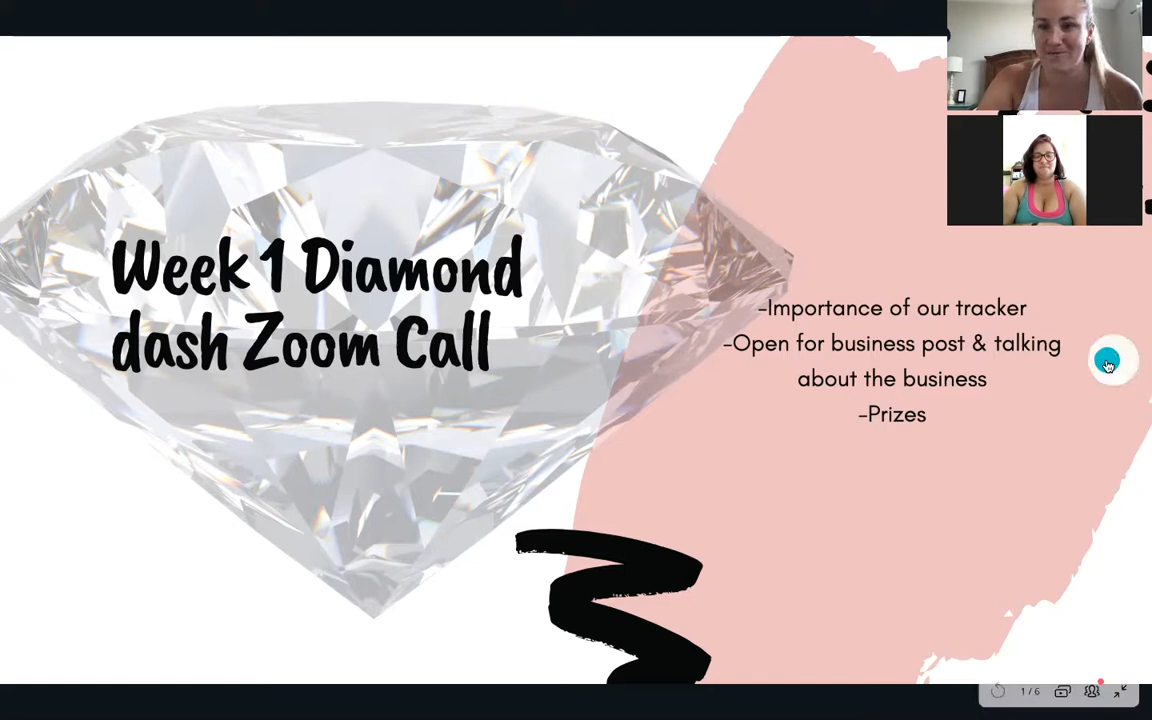 Week 1 Diamond
dash Zoom Call
-Importance of our tracker
-Open for business post & talking
about the business
-Prizes
1/6